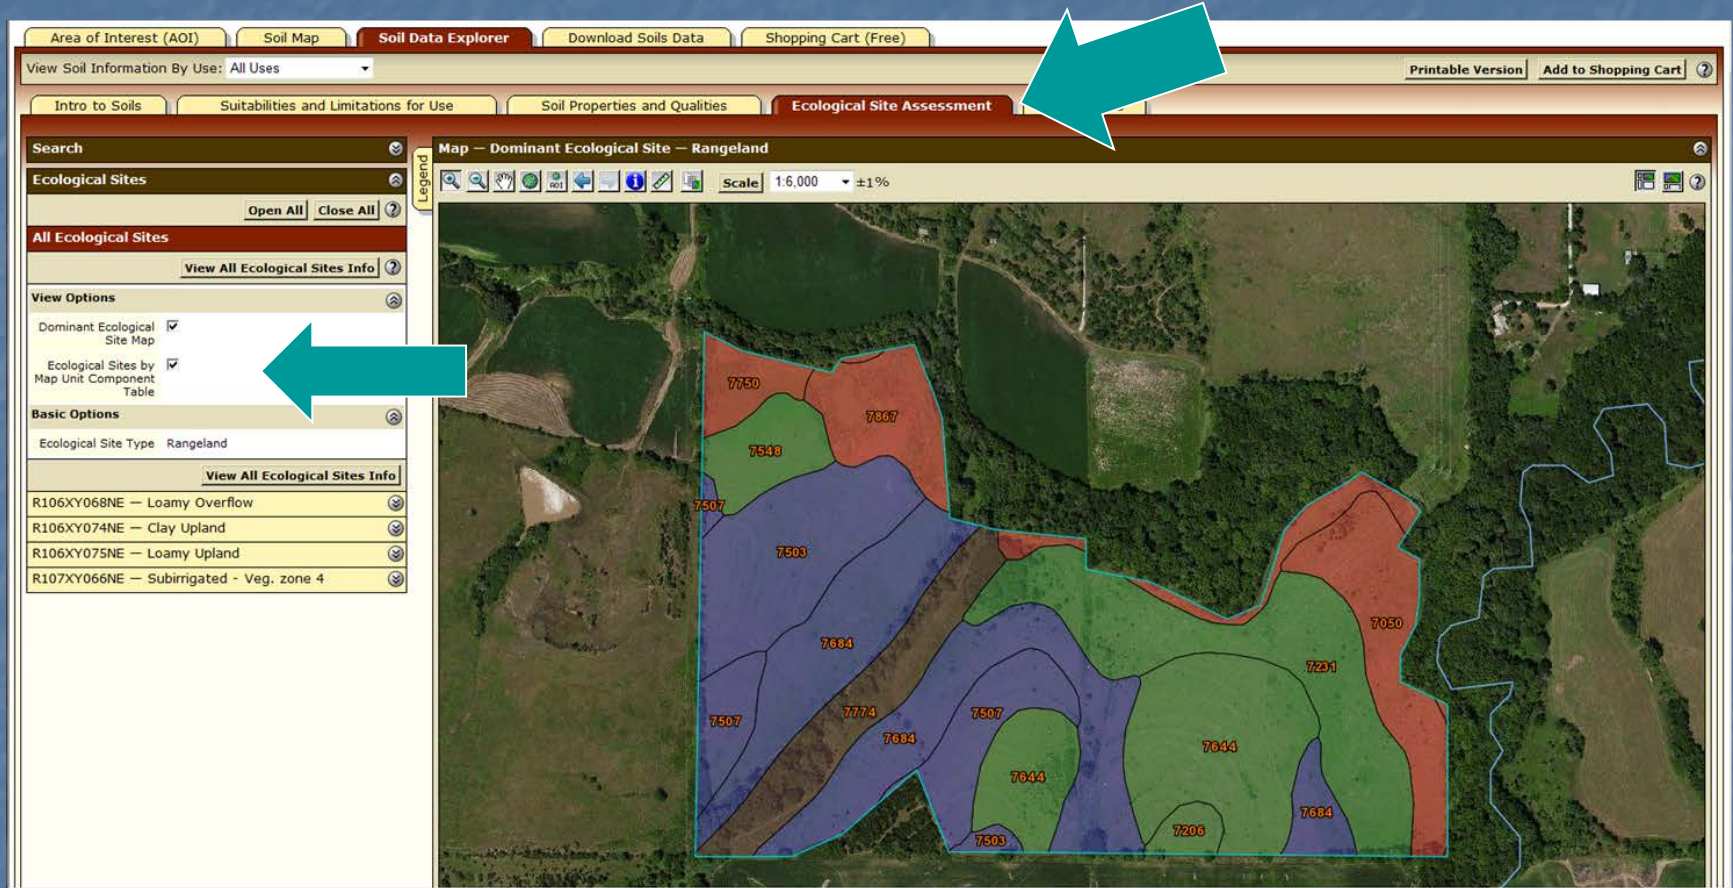 Area of Interest (AOI)
Soil Map
Soil Data Explorer
Download Soils Data
Shopping Cart (Free)
View Soil Information By Use: All Uses
Printable Version
Add to Shopping Cart
Intro to Soils
Suitabilities and Limitations for Use
Soil Properties and Qualities
Ecological Site Assessment
Search
Ecological Sites
Open All
Close All
All Ecological Sites
View All Ecological Sites Info
View Options
Dominant Ecological
Site Map
Ecological Sites by
Map Unit Component
Table
Basic Options
Ecological Site Type Rangeland
View All Ecological Sites Info
R106XY068NE — Loamy Overflow
R106XY074NE — Clay Upland
R106XY075NE — Loamy Upland
R107XY066NE — Subirrigated - Veg. zone 4
Legend
Map — Dominant Ecological Site — Rangeland
AOI
Scale
1:6,000
±1%
7750
7867
7548
7507
7503
7684
7050
7231
7507
7774
7684
7507
7644
7644
7684
7206
7503